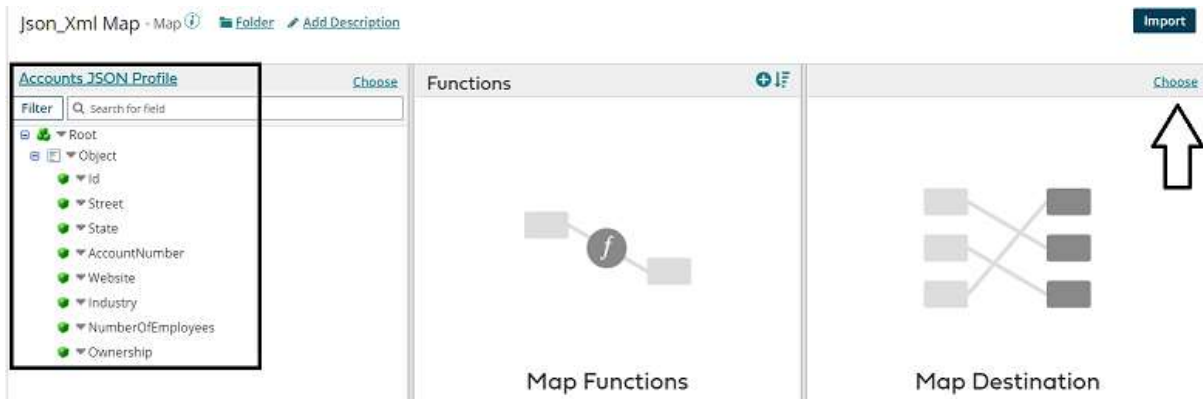 Json_Xml Map - Map i Folder Add Description
Import
Accounts JSON Profile Choose
Filter Search for field
Root
Object
Id
Street
State
AccountNumber
Website
Industry
NumberOfEmployees
Ownership
Functions
f
Map Functions
Choose
Map Destination